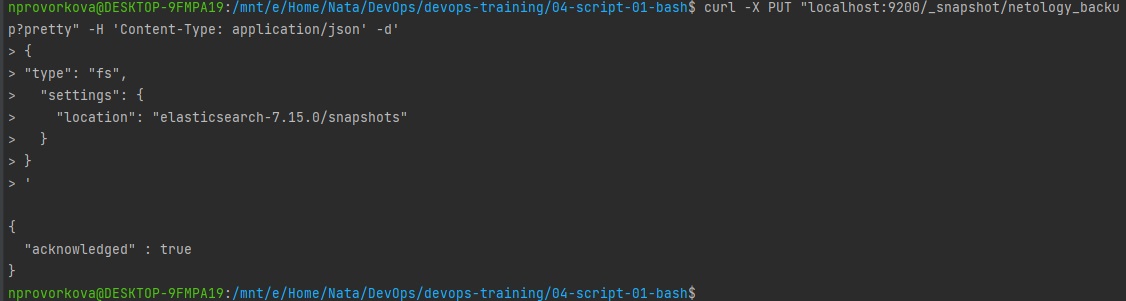 nprovorkova@DESKTOP-9FMPA19:/mnt/e/Home/Nata/DevOps/devops-training/04-script-01-bash$ curl -X PUT "localhost:9200/_snapshot/netology_backu
p?pretty" -H 'Content-Type: application/json' -d'
> {
> "type": "fs",
>   "settings": {
>     "location": "elasticsearch-7.15.0/snapshots"
>   }
> }
> '

{
  "acknowledged" : true
}
nprovorkova@DESKTOP-9FMPA19:/mnt/e/Home/Nata/DevOps/devops-training/04-script-01-bash$